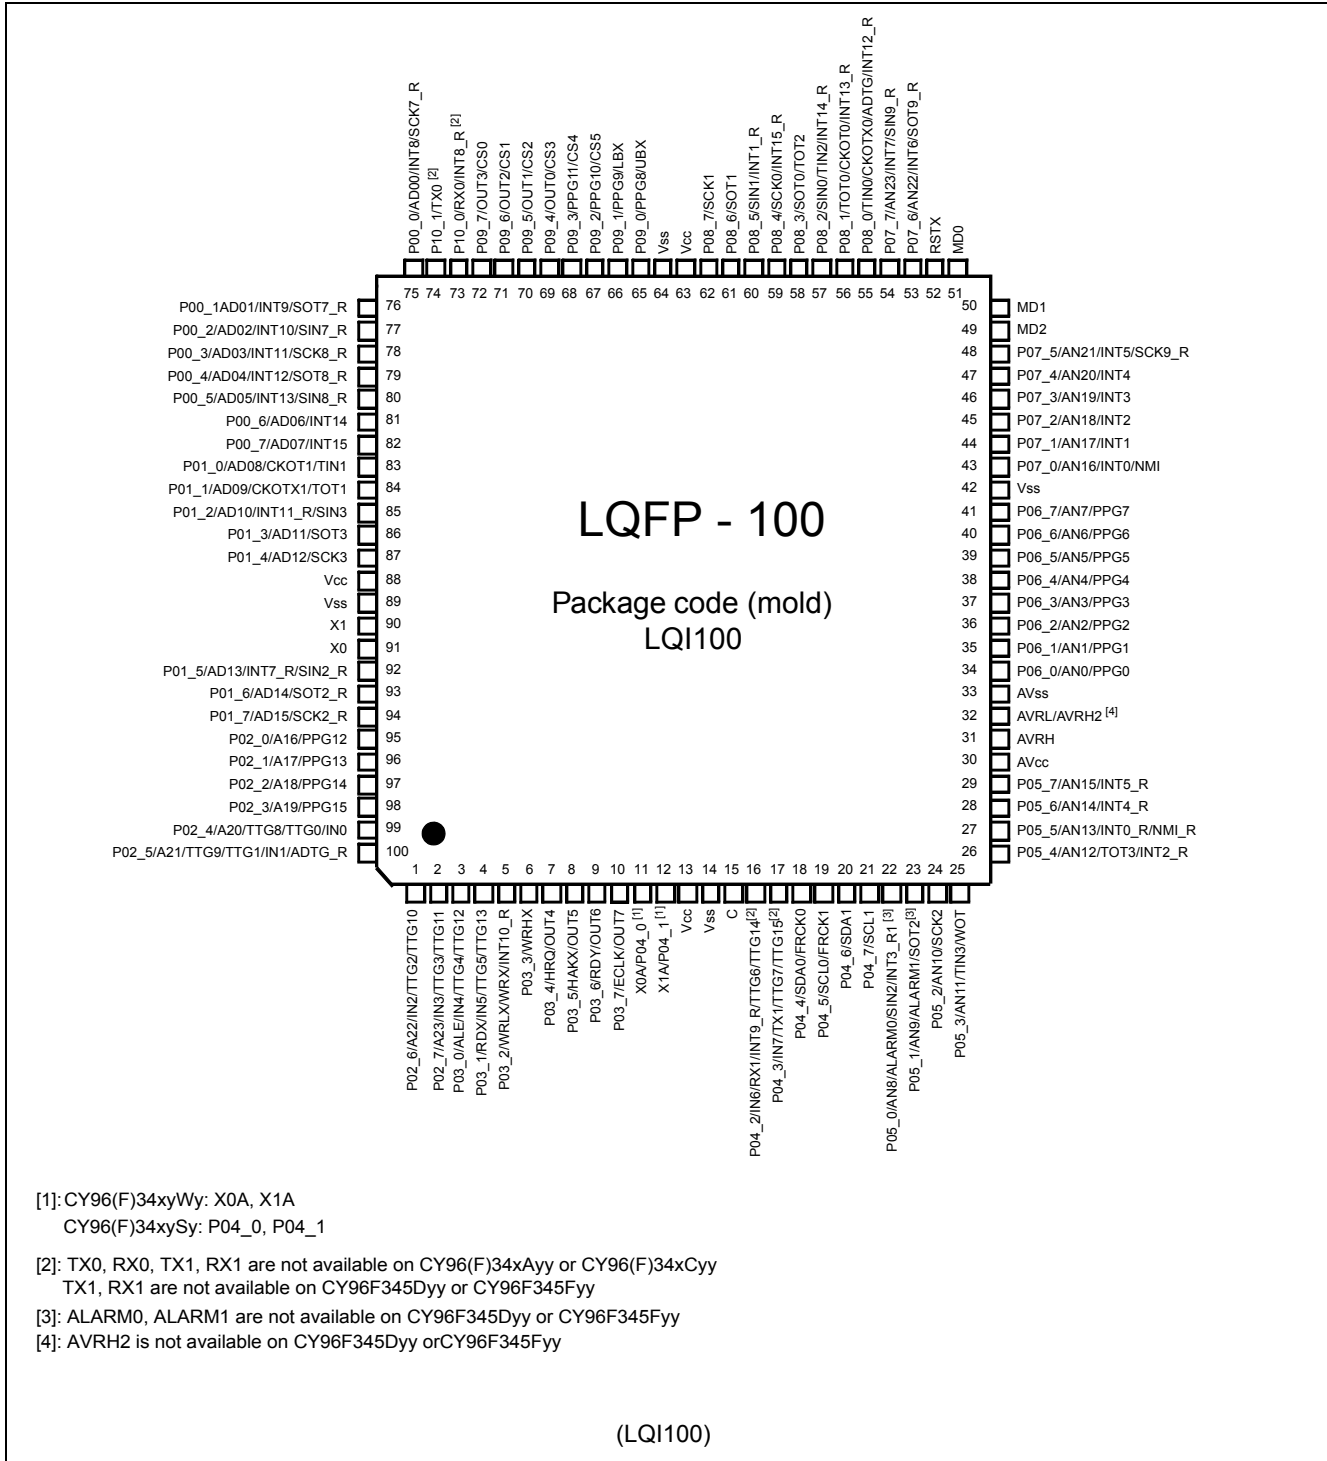 P00_0/AD00/INT8/SCK7_R
P10_1/TX0 [2]
P10_0/RX0/INT8_R [2]
P09_7/OUT3/CS0
P09_6/OUT2/CS1
P09_5/OUT1/CS2
P09_4/OUT0/CS3
P09_3/PPG11/CS4
P09_2/PPG10/CS5
P09_1/PPG9/LBX
P09_0/PPG8/UBX
Vss
Vcc
P08_7/SCK1
P08_6/SOT1
P08_5/SIN1/INT1_R
P08_4/SCK0/INT15_R
P08_3/SOT0/TOT2
P08_2/SIN0/TIN2/INT14_R
P08_1/TOT0/CKOT0/INT13_R
P08_0/TIN0/CKOTX0/ADTG/INT12_R
P07_7/AN23/INT7/SIN9_R
P07_6/AN22/INT6/SOT9_R
RSTX
MD0
75 74 73 72 71 70 69 68 67 66 65 64 63 62 61 60 59 58 57 56 55 54 53 52 51
P00_1AD01/INT9/SOT7_R 76 50 MD1
P00_2/AD02/INT10/SIN7_R 77 49 MD2
P00_3/AD03/INT11/SCK8_R 78 48 P07_5/AN21/INT5/SCK9_R
P00_4/AD04/INT12/SOT8_R 79 47 P07_4/AN20/INT4
P00_5/AD05/INT13/SIN8_R 80 46 P07_3/AN19/INT3
P00_6/AD06/INT14 81 45 P07_2/AN18/INT2
P00_7/AD07/INT15 82 44 P07_1/AN17/INT1
P01_0/AD08/CKOT1/TIN1 83 43 P07_0/AN16/INT0/NMI
P01_1/AD09/CKOTX1/TOT1 84 42 Vss
P01_2/AD10/INT11_R/SIN3 85 41 P06_7/AN7/PPG7
P01_3/AD11/SOT3 86 40 P06_6/AN6/PPG6
P01_4/AD12/SCK3 87 39 P06_5/AN5/PPG5
Vcc 88 38 P06_4/AN4/PPG4
Vss 89 37 P06_3/AN3/PPG3
X1 90 36 P06_2/AN2/PPG2
X0 91 35 P06_1/AN1/PPG1
P01_5/AD13/INT7_R/SIN2_R 92 34 P06_0/AN0/PPG0
P01_6/AD14/SOT2_R 93 33 AVss
P01_7/AD15/SCK2_R 94 32 AVRL/AVRH2 [4]
P02_0/A16/PPG12 95 31 AVRH
P02_1/A17/PPG13 96 30 AVcc
P02_2/A18/PPG14 97 29 P05_7/AN15/INT5_R
P02_3/A19/PPG15 98 28 P05_6/AN14/INT4_R
P02_4/A20/TTG8/TTG0/IN0 99 27 P05_5/AN13/INT0_R/NMI_R
P02_5/A21/TTG9/TTG1/IN1/ADTG_R 100 26 P05_4/AN12/TOT3/INT2_R
LQFP - 100
Package code (mold)
LQI100
1 2 3 4 5 6 7 8 9 10 11 12 13 14 15 16 17 18 19 20 21 22 23 24 25
P02_6/A22/IN2/TTG2/TTG10
P02_7/A23/IN3/TTG3/TTG11
P03_0/ALE/IN4/TTG4/TTG12
P03_1/RDX/IN5/TTG5/TTG13
P03_2/WRLX/WRX/INT10_R
P03_3/WRHX
P03_4/HRQ/OUT4
P03_5/HAKX/OUT5
P03_6/RDY/OUT6
P03_7/ECLK/OUT7
X0A/P04_0 [1]
X1A/P04_1 [1]
Vcc
Vss
C
P04_2/IN6/RX1/INT9_R/TTG6/TTG14[2]
P04_3/IN7/TX1/TTG7/TTG15[2]
P04_4/SDA0/FRCK0
P04_5/SCL0/FRCK1
P04_6/SDA1
P04_7/SCL1
P05_0/AN8/ALARM0/SIN2/INT3_R1 [3]
P05_1/AN9/ALARM1/SOT2[3]
P05_2/AN10/SCK2
P05_3/AN11/TIN3/WOT
[1]: CY96(F)34xyWy: X0A, X1A
CY96(F)34xySy: P04_0, P04_1
[2]: TX0, RX0, TX1, RX1 are not available on CY96(F)34xAyy or CY96(F)34xCyy
TX1, RX1 are not available on CY96F345Dyy or CY96F345Fyy
[3]: ALARM0, ALARM1 are not available on CY96F345Dyy or CY96F345Fyy
[4]: AVRH2 is not available on CY96F345Dyy orCY96F345Fyy
(LQI100)